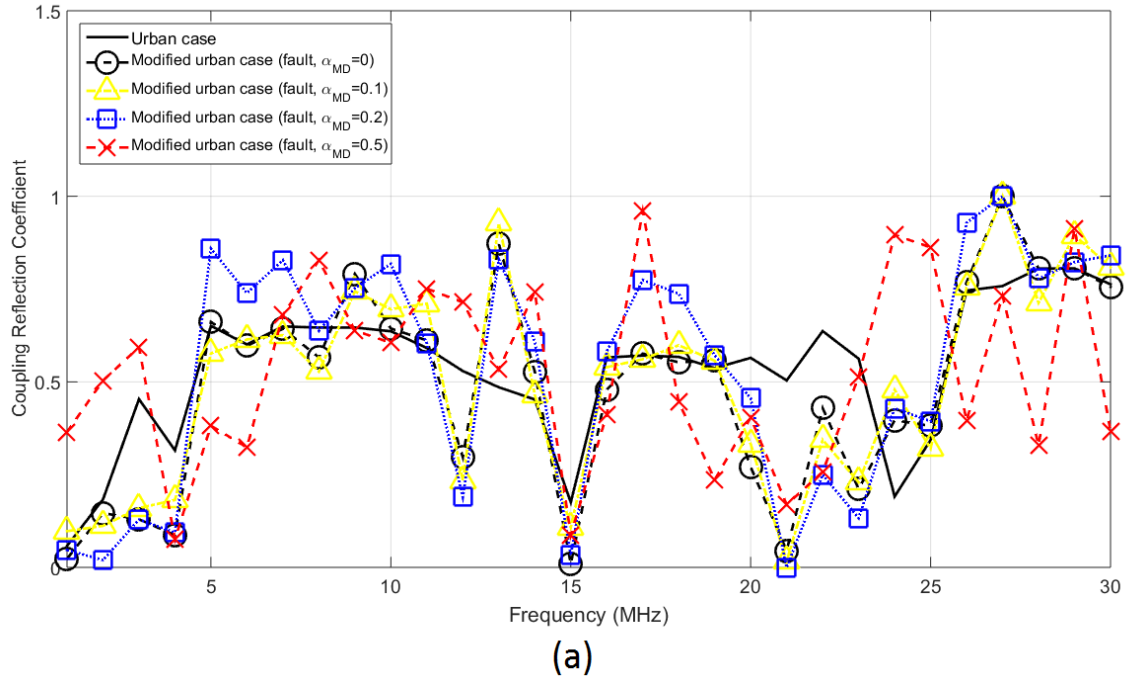 1.5
1
0.5
0
Coupling Reflection Coefficient
Urban case
Modified urban case (fault, αMD=0)
Modified urban case (fault, αMD=0.1)
Modified urban case (fault, αMD=0.2)
Modified urban case (fault, αMD=0.5)
5 10 15 20 25 30
Frequency (MHz)
(a)